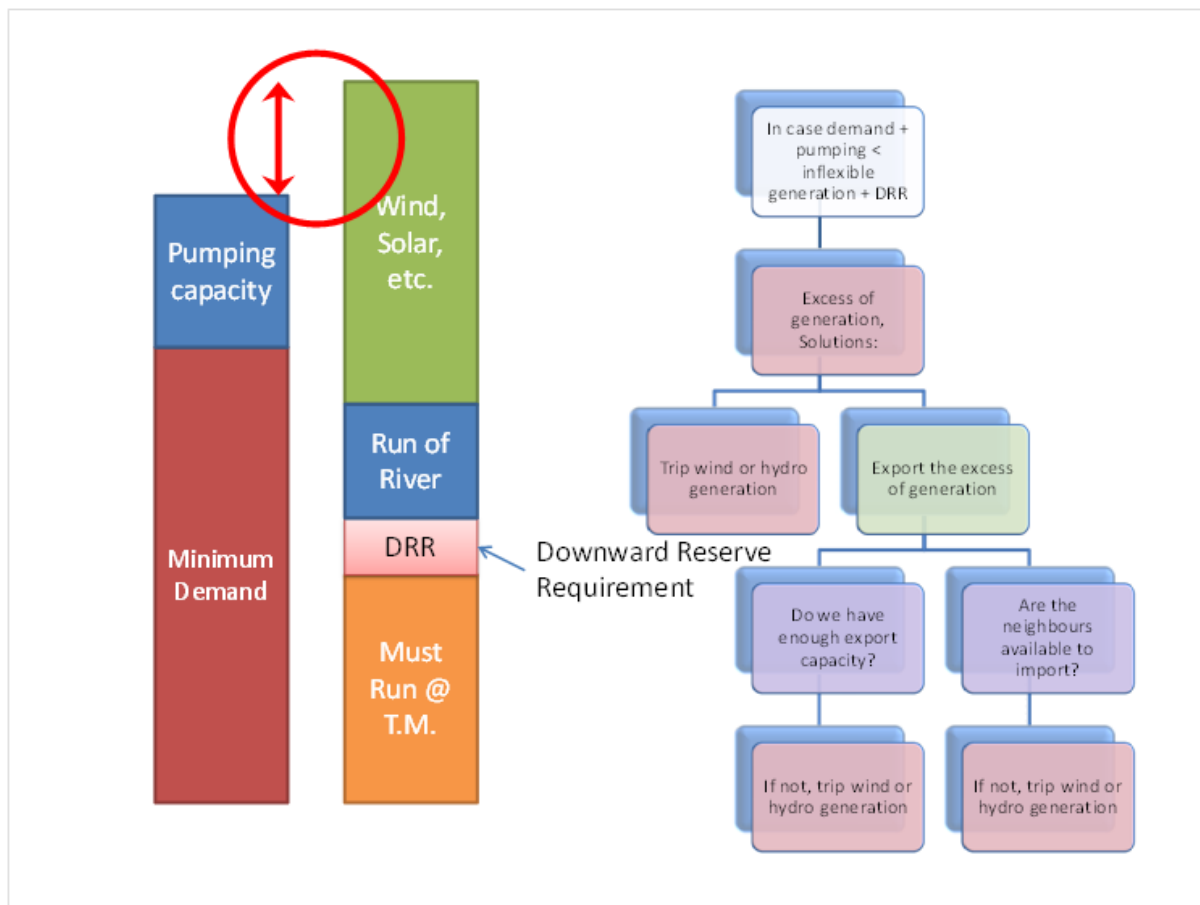 Pumping
capacity
Minimum
Demand
Wind,
Solar,
etc.
Run of
River
DRR
Must
Run @
T.M.
Downward Reserve
Requirement
In case demand +
pumping <
inflexible
generation + DRR
Excess of
generation,
Solutions:
Trip wind or hydro
generation
Export the excess
of generation
Do we have
enough export
capacity?
Are the
neighbours
available to
import?
If not, trip wind or
hydro generation
If not, trip wind or
hydro generation